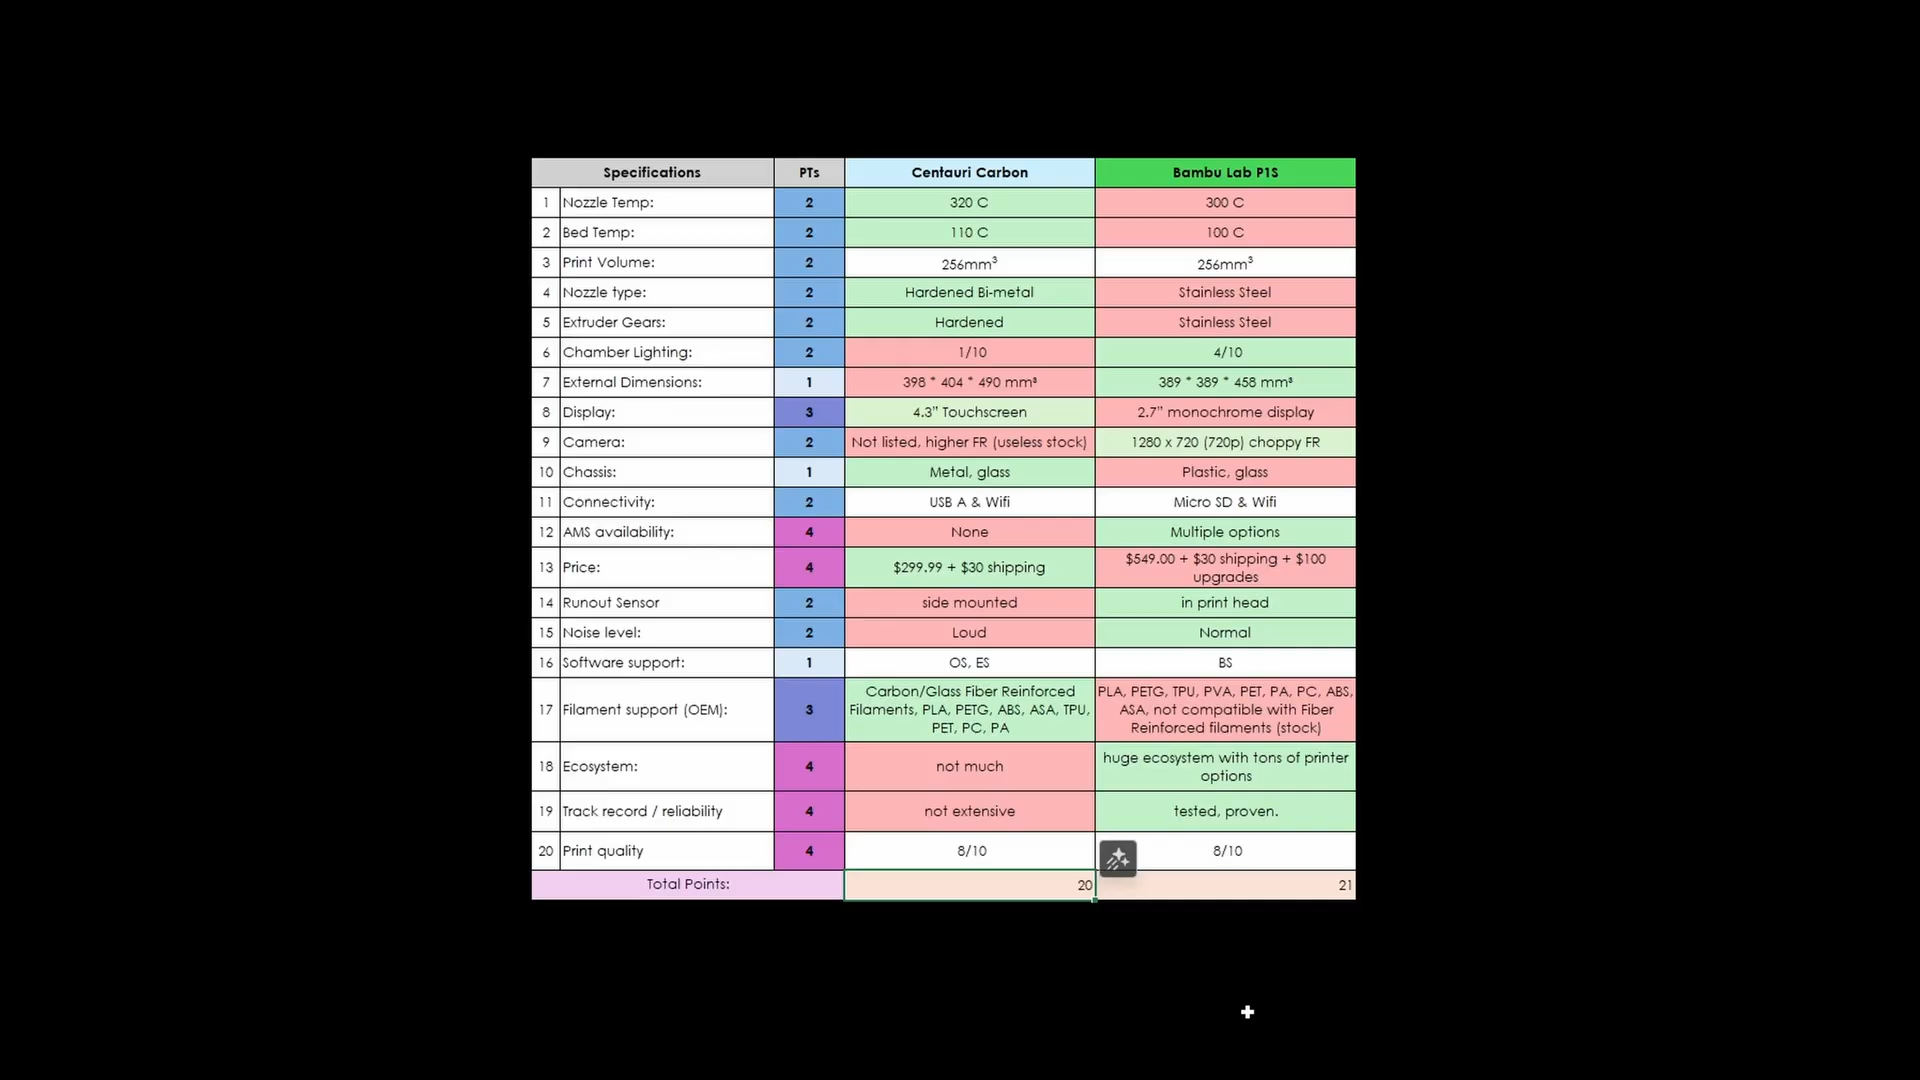 Specifications PTs Centauri Carbon Bambu Lab P1S
1 Nozzle Temp: 2 320 C 300 C
2 Bed Temp: 2 110 C 100 C
3 Print Volume: 2 256mm³ 256mm³
4 Nozzle type: 2 Hardened Bi-metal Stainless Steel
5 Extruder Gears: 2 Hardened Stainless Steel
6 Chamber Lighting: 2 1/10 4/10
7 External Dimensions: 1 398 * 404 * 490 mm³ 389 * 389 * 458 mm³
8 Display: 3 4.3" Touchscreen 2.7" monochrome display
9 Camera: 2 Not listed, higher FR (useless stock) 1280 x 720 (720p) choppy FR
10 Chassis: 1 Metal, glass Plastic, glass
11 Connectivity: 2 USB A & Wifi Micro SD & Wifi
12 AMS availability: 4 None Multiple options
13 Price: 4 $299.99 + $30 shipping $549.00 + $30 shipping + $100
upgrades
14 Runout Sensor 2 side mounted in print head
15 Noise level: 2 Loud Normal
16 Software support: 1 OS, ES BS
17 Filament support (OEM): 3 Carbon/Glass Fiber Reinforced
Filaments, PLA, PETG, ABS, ASA, TPU,
PET, PC, PA
PLA, PETG, TPU, PVA, PET, PA, PC, ABS,
ASA, not compatible with Fiber
Reinforced filaments (stock)
18 Ecosystem: 4 not much huge ecosystem with tons of printer
options
19 Track record / reliability 4 not extensive tested, proven.
20 Print quality 4 8/10 8/10
Total Points: 20 21